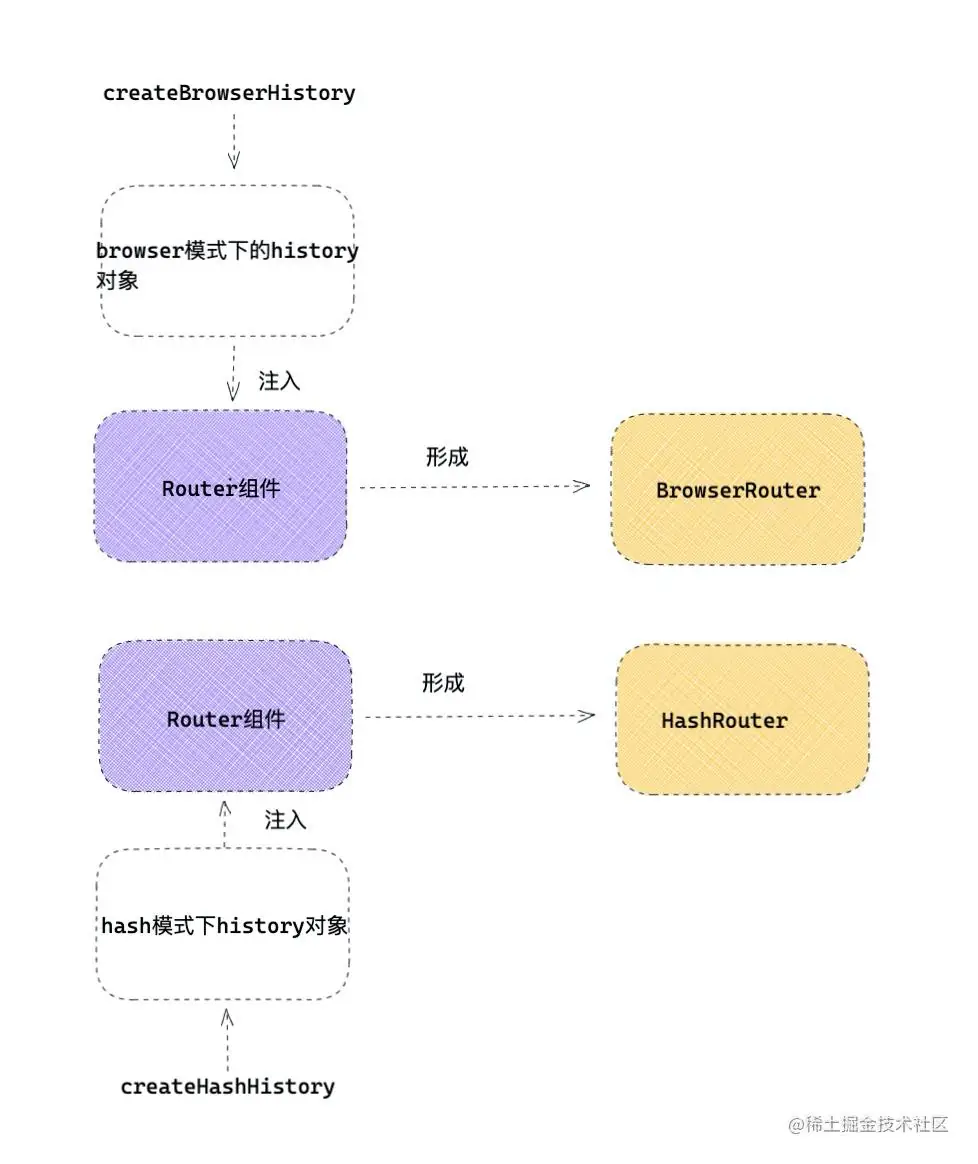 createBrowserHistory
browser模式下的history
对象
注入
Router组件
形成
BrowserRouter
Router组件
形成
HashRouter
注入
hash模式下history对象
createHashHistory
@稀土掘金技术社区